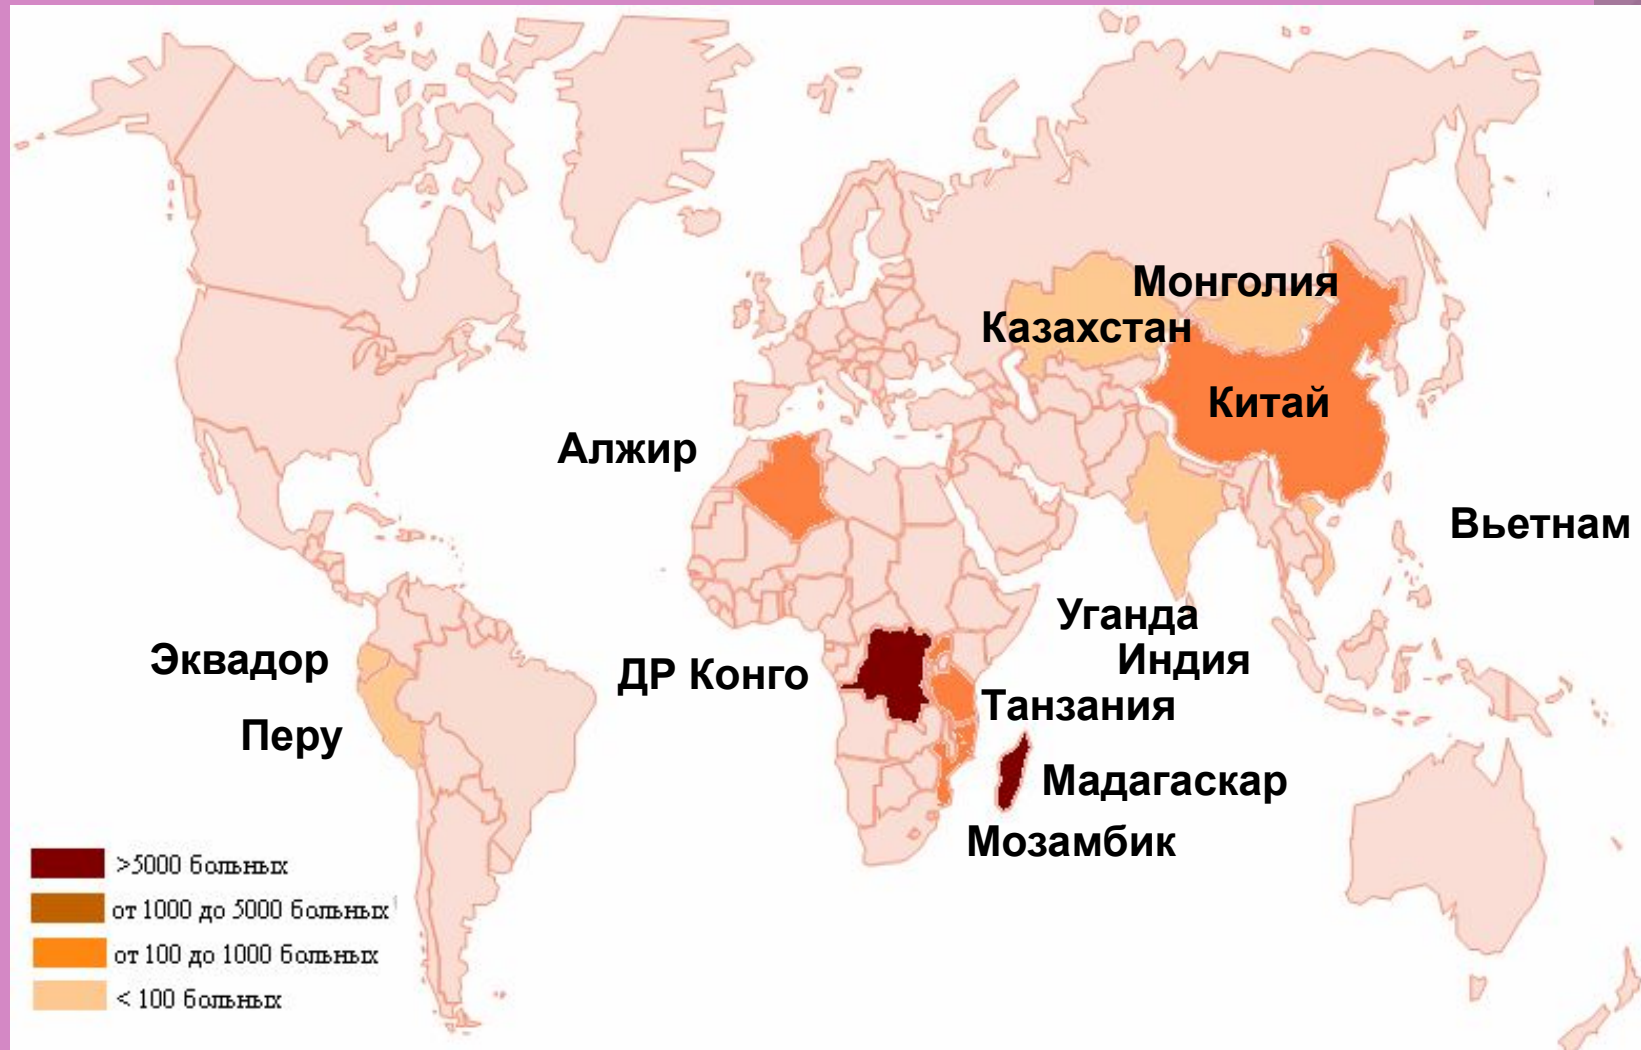 Монголия
Казахстан
Китай
Алжир
Вьетнам
Уганда
Эквадор
ДР Конго
Индия
Танзания
Перу
Мадагаскар
Мозамбик
>5000 больных
от 1000 до 5000 больных
от 100 до 1000 больных
< 100 больных